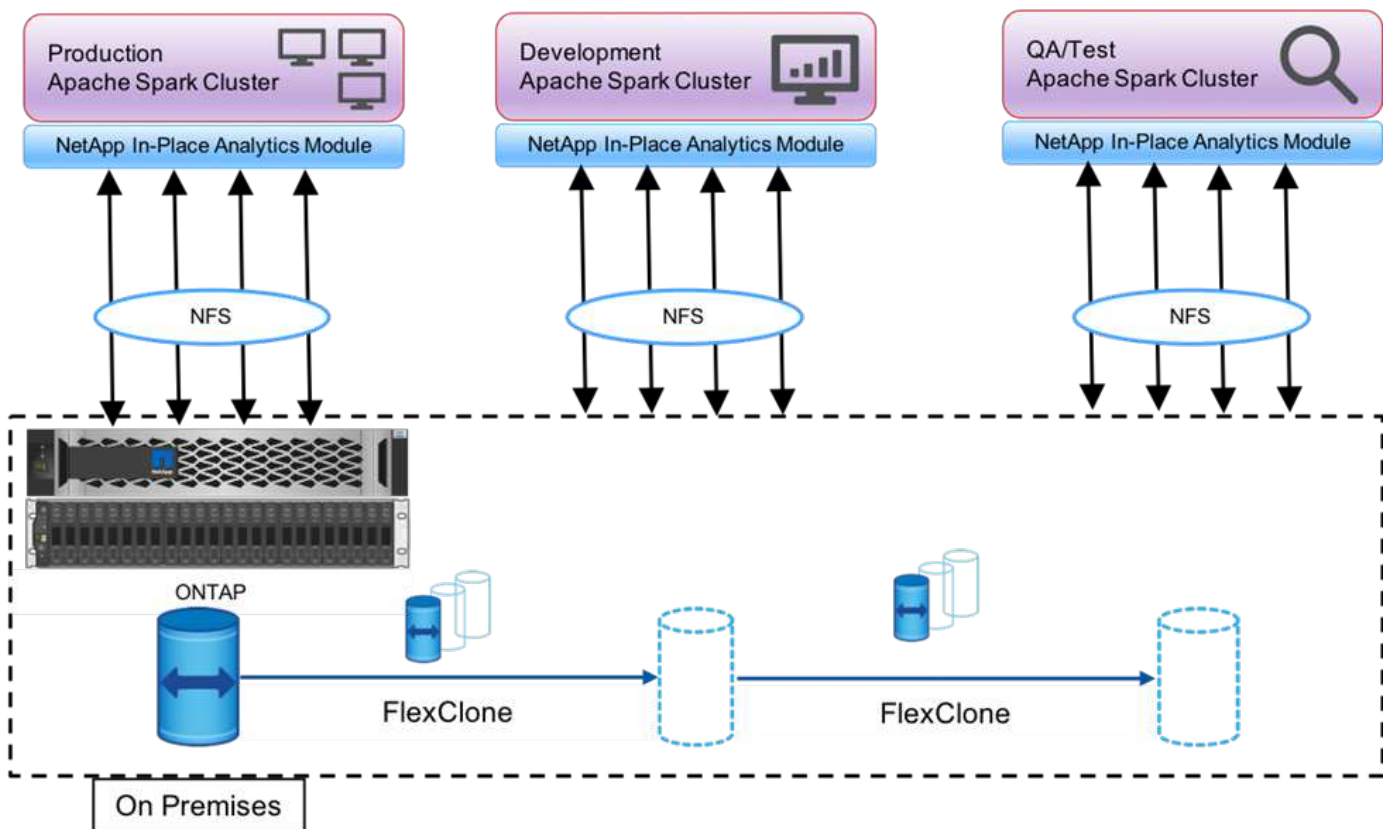 Production
Apache Spark Cluster
Development
Apache Spark Cluster
QA/Test
Apache Spark Cluster
NetApp In-Place Analytics Module
NetApp In-Place Analytics Module
NetApp In-Place Analytics Module
NFS
NFS
NFS
NetApp
ONTAP
FlexClone
FlexClone
On Premises